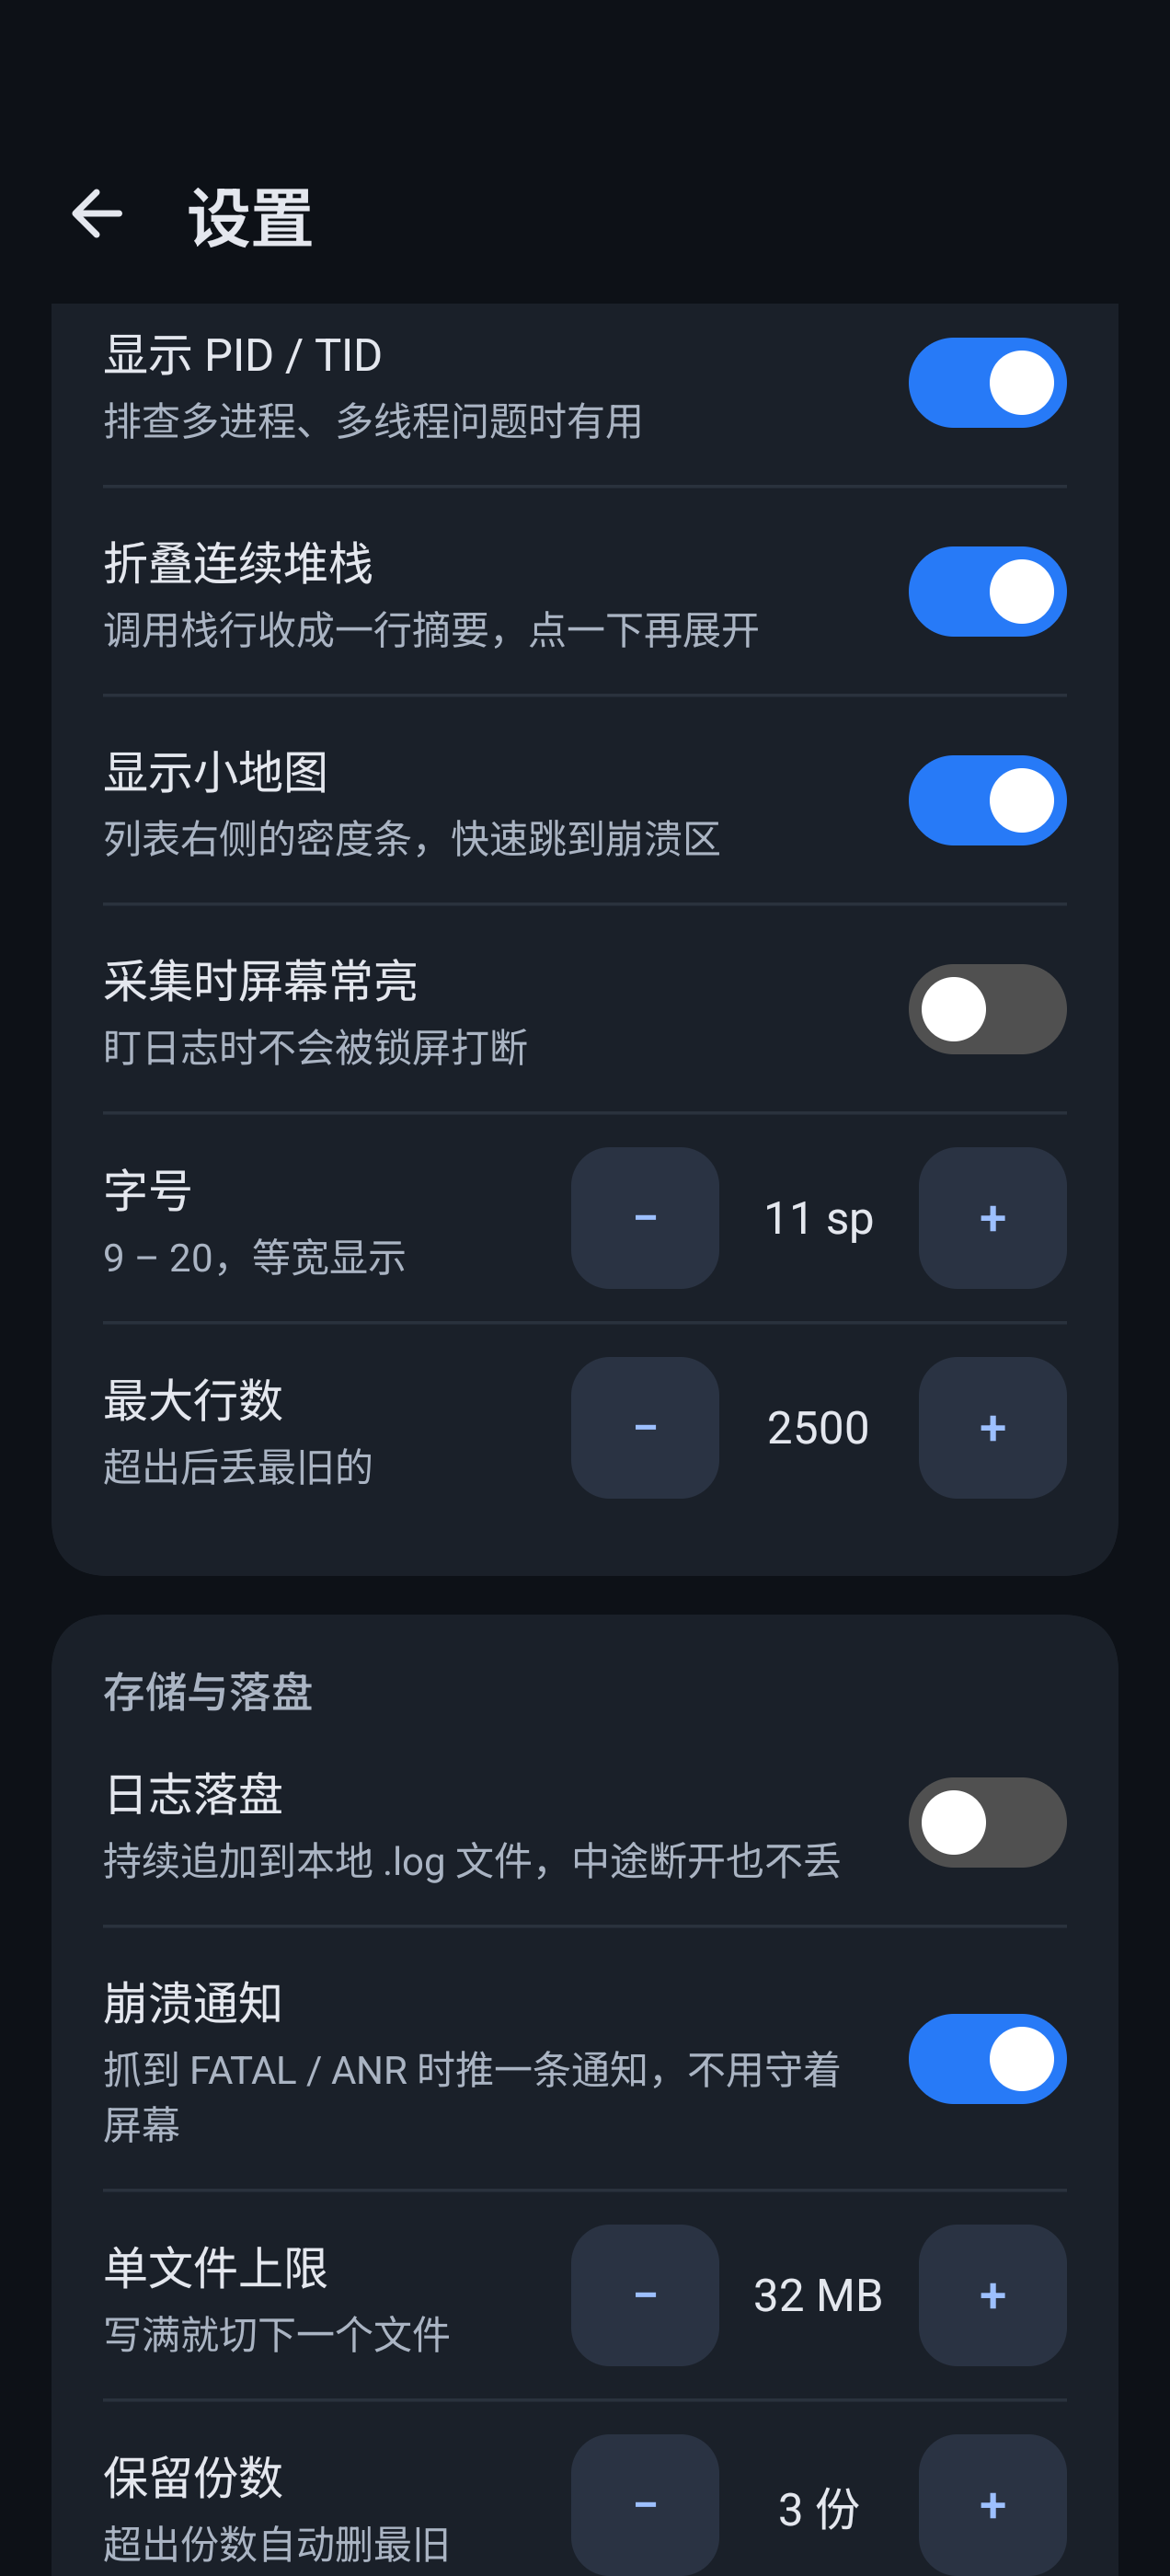 设置
显示 PID / TID
排查多进程、多线程问题时有用
折叠连续堆栈
调用栈行收成一行摘要，点一下再展开
显示小地图
列表右侧的密度条，快速跳到崩溃区
采集时屏幕常亮
盯日志时不会被锁屏打断
字号
9 – 20，等宽显示
− 11 sp +
最大行数
超出后丢最旧的
− 2500 +
存储与落盘
日志落盘
持续追加到本地 .log 文件，中途断开也不丢
崩溃通知
抓到 FATAL / ANR 时推一条通知，不用守着
屏幕
单文件上限
写满就切下一个文件
− 32 MB +
保留份数
超出份数自动删最旧
− 3 份 +